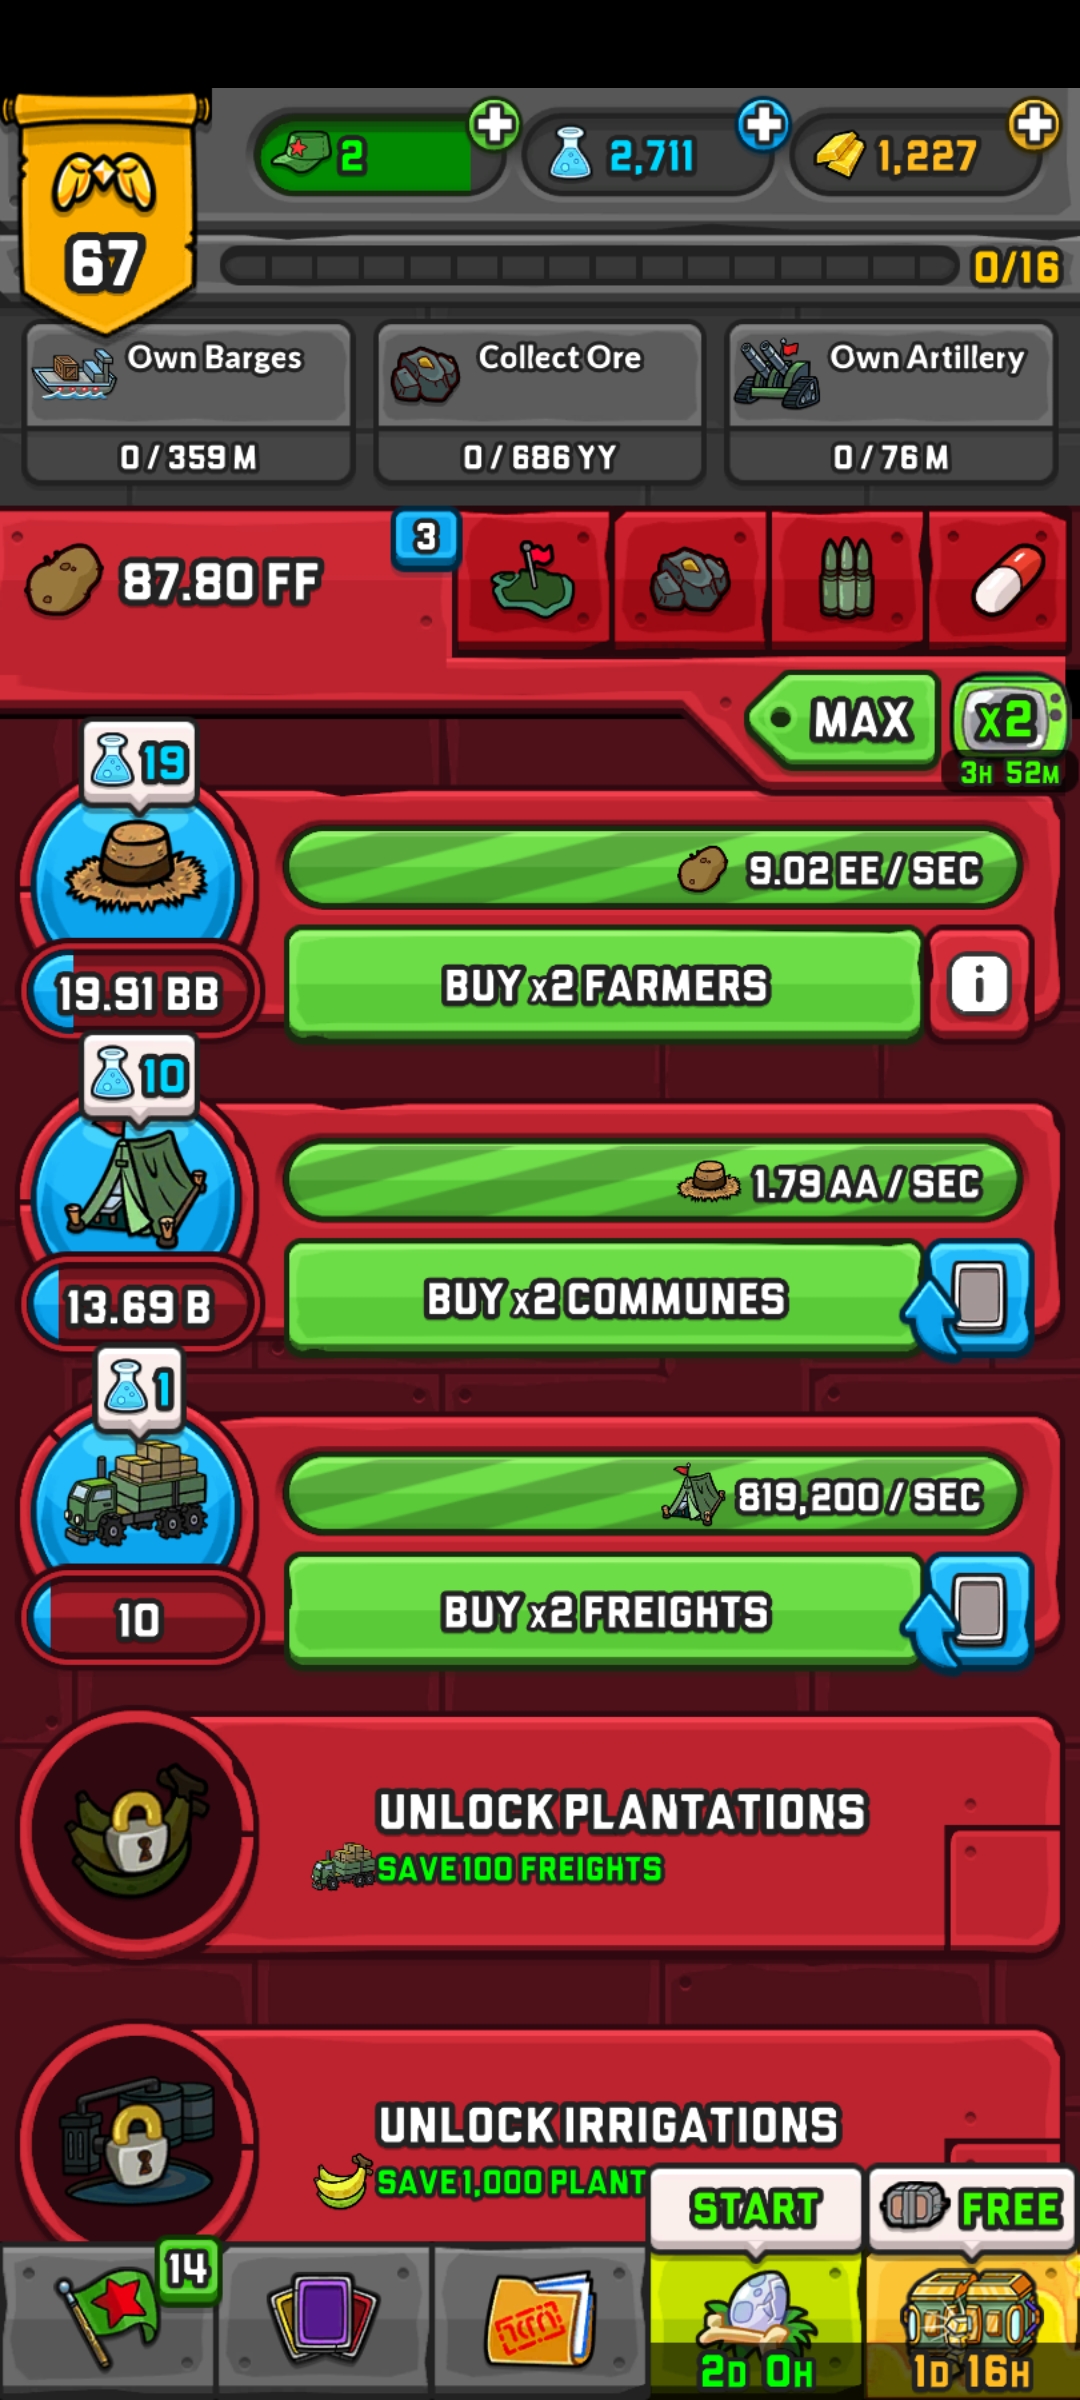 2
2,711
1,227
67
0/16
Own Barges
0 / 359 M
Collect Ore
0 / 686 YY
Own Artillery
0 / 76 M
87.80 FF
3
MAX
x2
3H 52M
19
9.02 EE / SEC
19.91 BB
BUY x2 FARMERS
i
10
1.79 AA / SEC
13.69 B
BUY x2 COMMUNES
1
819,200 / SEC
10
BUY x2 FREIGHTS
UNLOCK PLANTATIONS
SAVE 100 FREIGHTS
UNLOCK IRRIGATIONS
SAVE 1,000 PLANT
START
FREE
14
2D 0H
1D 16H